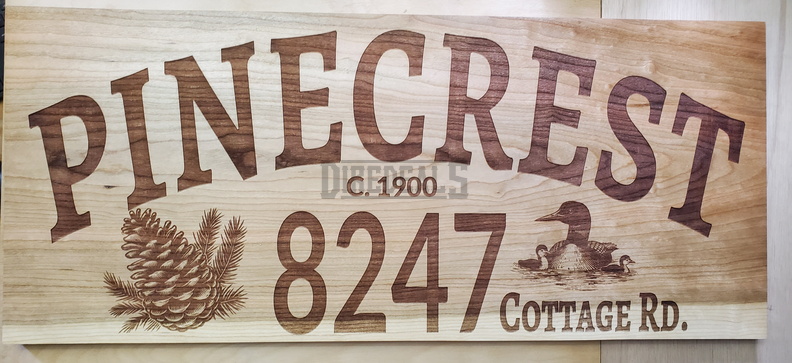 PINECREST
C. 1900
8247
COTTAGE RD.